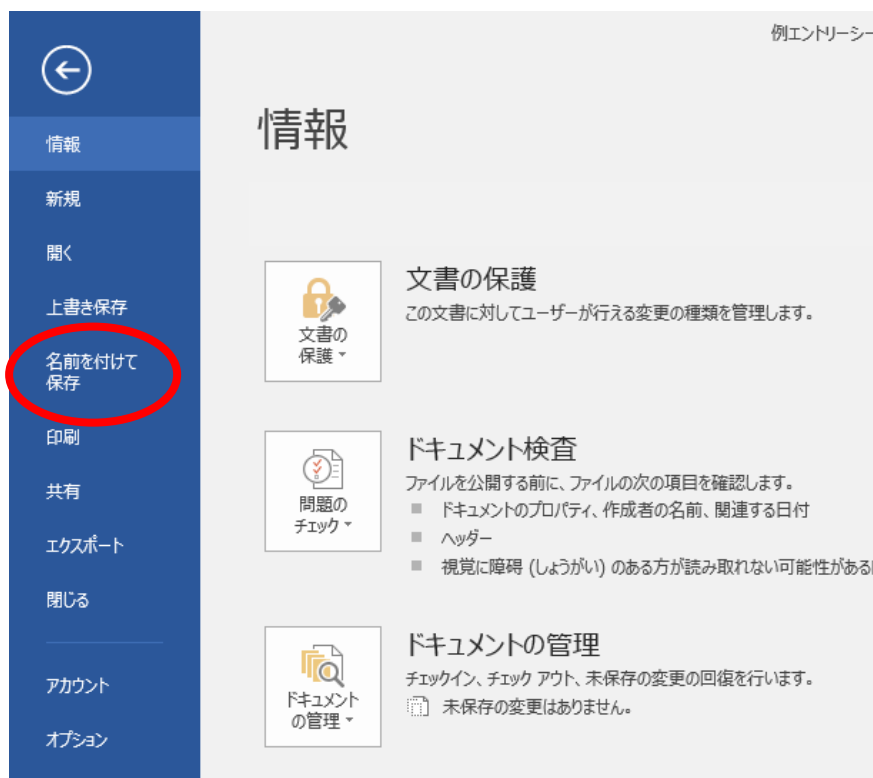 例エントリーシー
情報
情報
新規
開く
上書き保存
名前を付けて
保存
印刷
共有
エクスポート
閉じる
アカウント
オプション
文書の
保護
文書の保護
この文書に対してユーザーが行える変更の種類を管理します。
問題の
チェック
ドキュメント検査
ファイルを公開する前に、ファイルの次の項目を確認します。
ドキュメントのプロパティ、作成者の名前、関連する日付
ヘッダー
視覚に障碍 (しょうがい) のある方が読み取れない可能性がある
ドキュメント
の管理
ドキュメントの管理
チェックイン、チェック アウト、未保存の変更の回復を行います。
未保存の変更はありません。